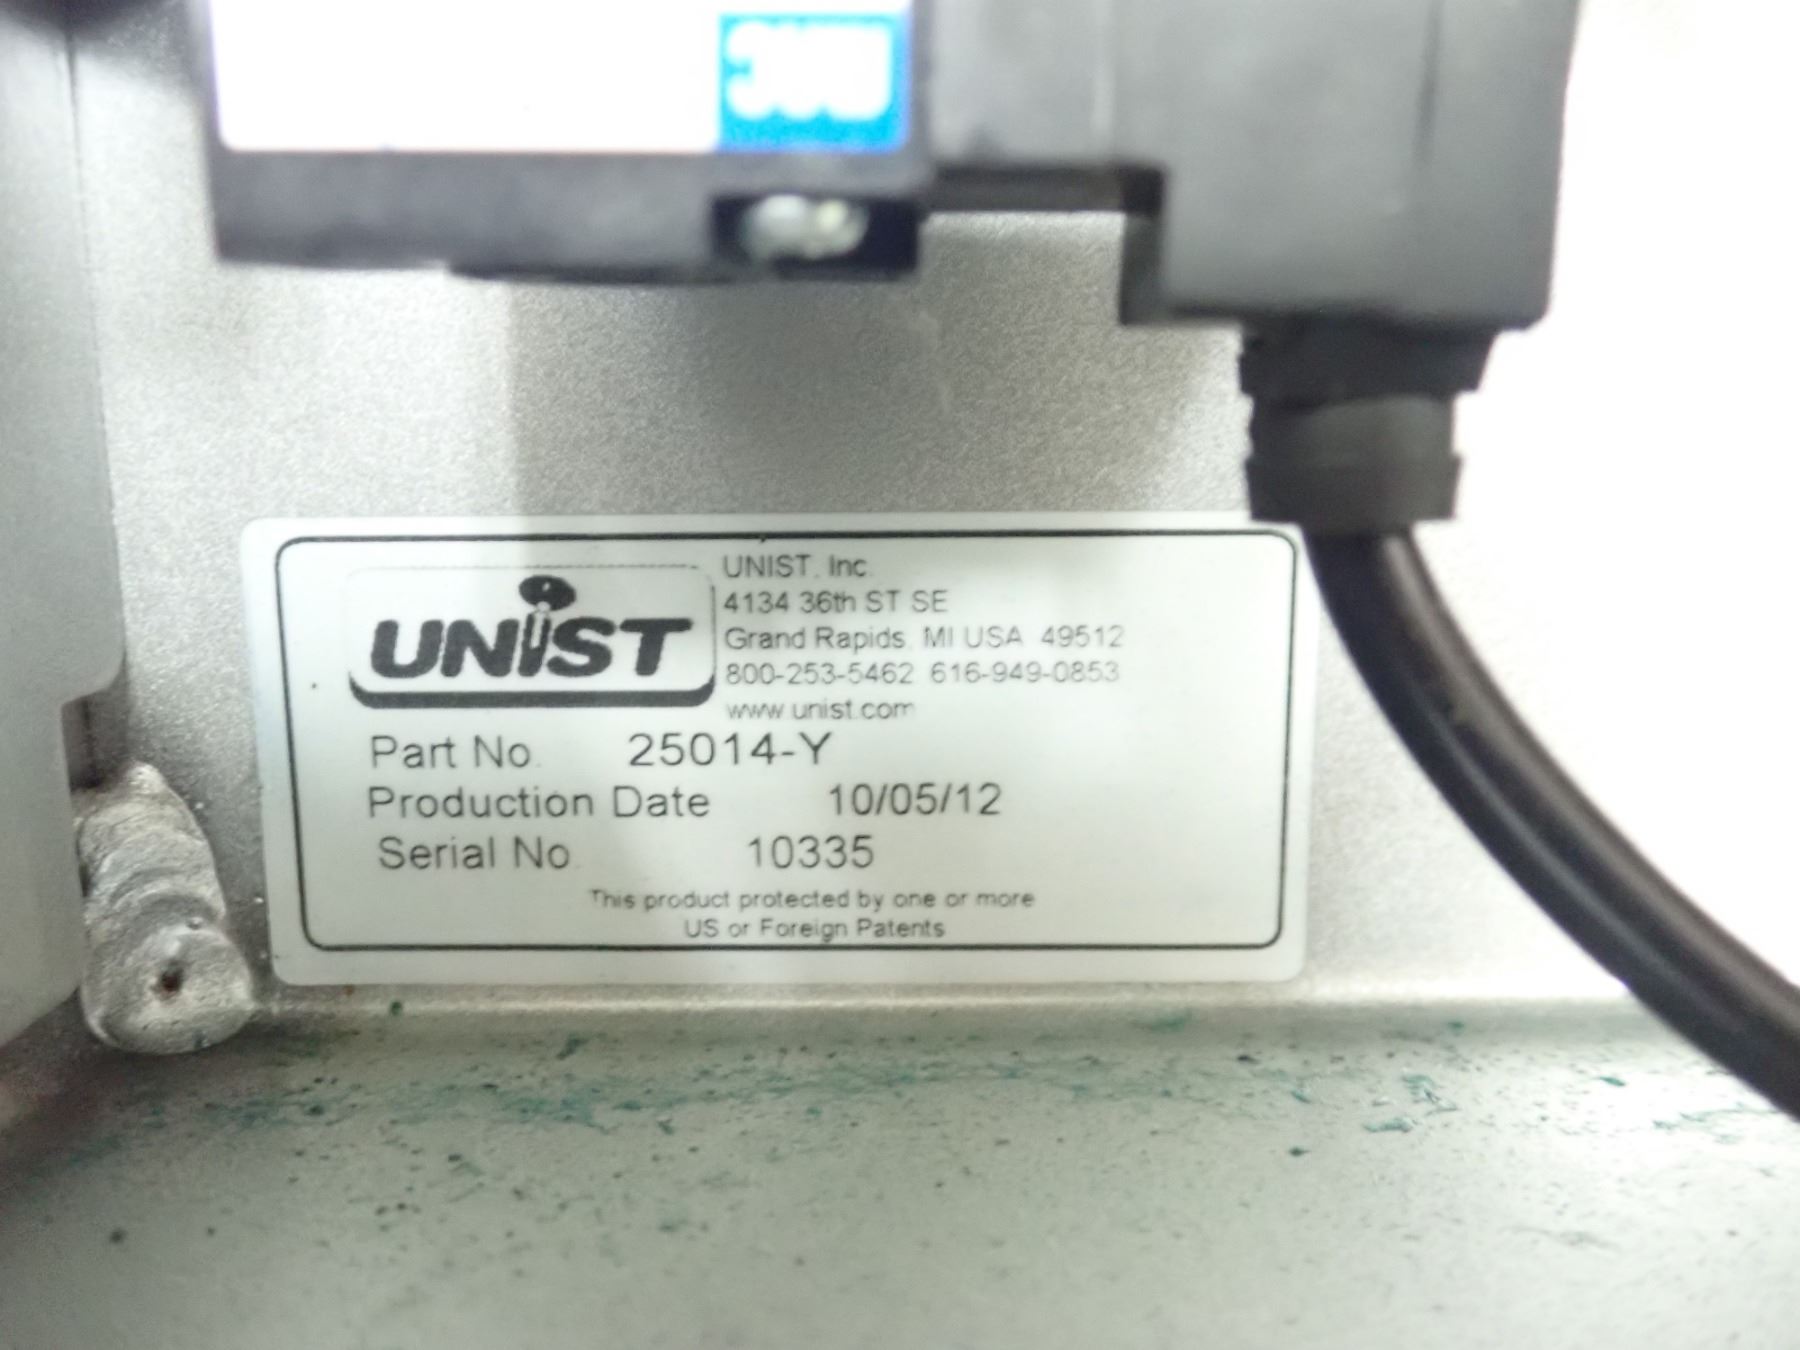 UNIST
UNIST, Inc.
4134 36th ST SE
Grand Rapids, MI USA 49512
800-253-5462 616-949-0853
www.unist.com
Part No. 25014-Y
Production Date 10/05/12
Serial No. 10335
This product protected by one or more
US or Foreign Patents